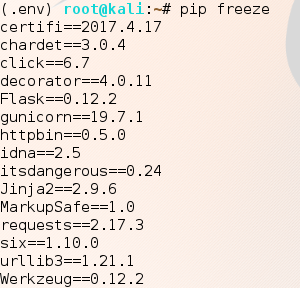 (.env) root@kali:~# pip freeze
certifi==2017.4.17
chardet==3.0.4
click==6.7
decorator==4.0.11
Flask==0.12.2
gunicorn==19.7.1
httpbin==0.5.0
idna==2.5
itsdangerous==0.24
Jinja2==2.9.6
MarkupSafe==1.0
requests==2.17.3
six==1.10.0
urllib3==1.21.1
Werkzeug==0.12.2